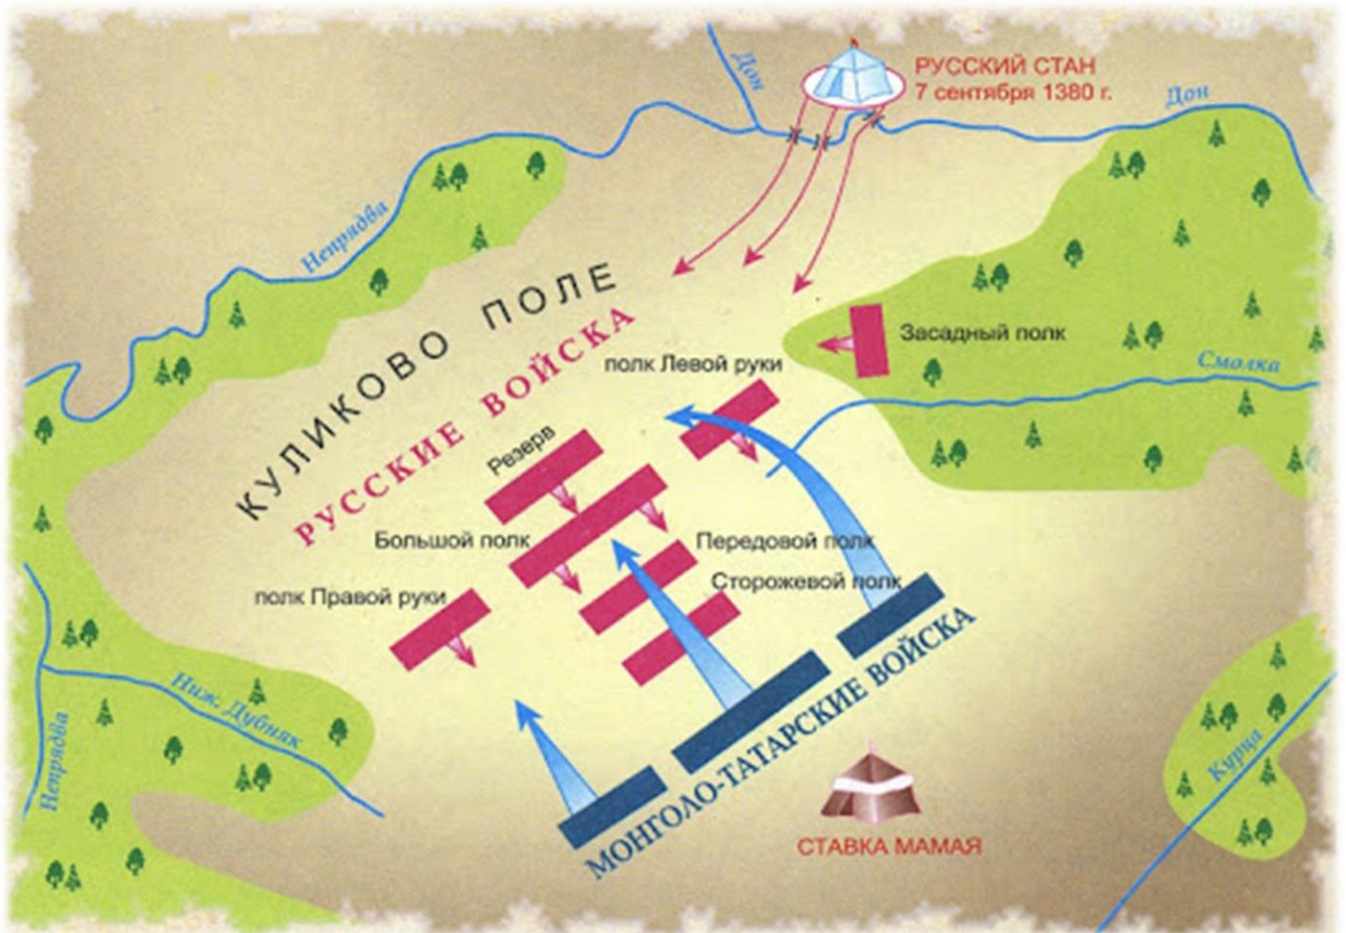 Дон
РУССКИЙ СТАН
7 сентября 1380 г.
Дон
Непрядва
КУЛИКОВО ПОЛЕ
РУССКИЕ ВОЙСКА
Засадный полк
Смолка
полк Левой руки
Резерв
Большой полк
Передовой полк
Сторожевой полк
полк Правой руки
МОНГОЛО-ТАТАРСКИЕ ВОЙСКА
Ниж. Дубняк
Непрядва
Курца
СТАВКА МАМАЯ